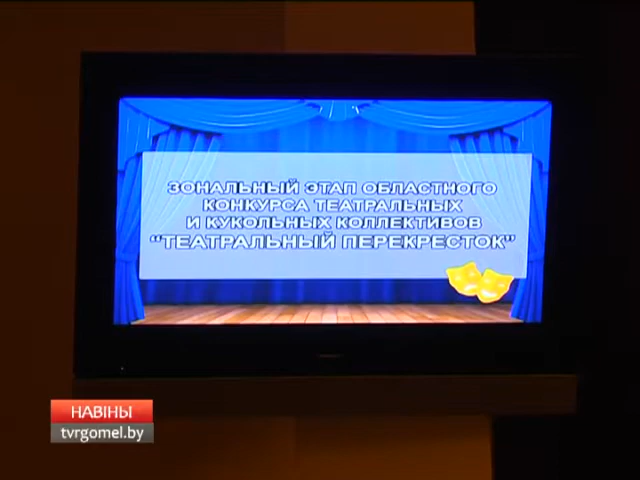 ЗОНАЛЬНЫЙ ЭТАП ОБЛАСТНОГО
КОНКУРСА ТЕАТРАЛЬНЫХ
И КУКОЛЬНЫХ КОЛЛЕКТИВОВ
“ТЕАТРАЛЬНЫЙ ПЕРЕКРЕСТОК”
НАВІНЫ
tvrgomel.by